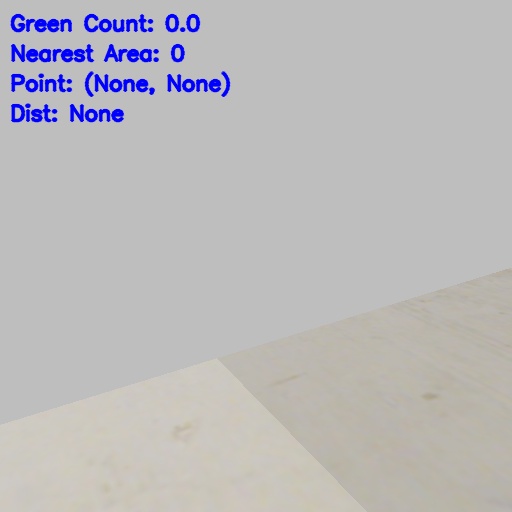 Green Count: 0.0
Nearest Area: 0
Point: (None, None)
Dist: None